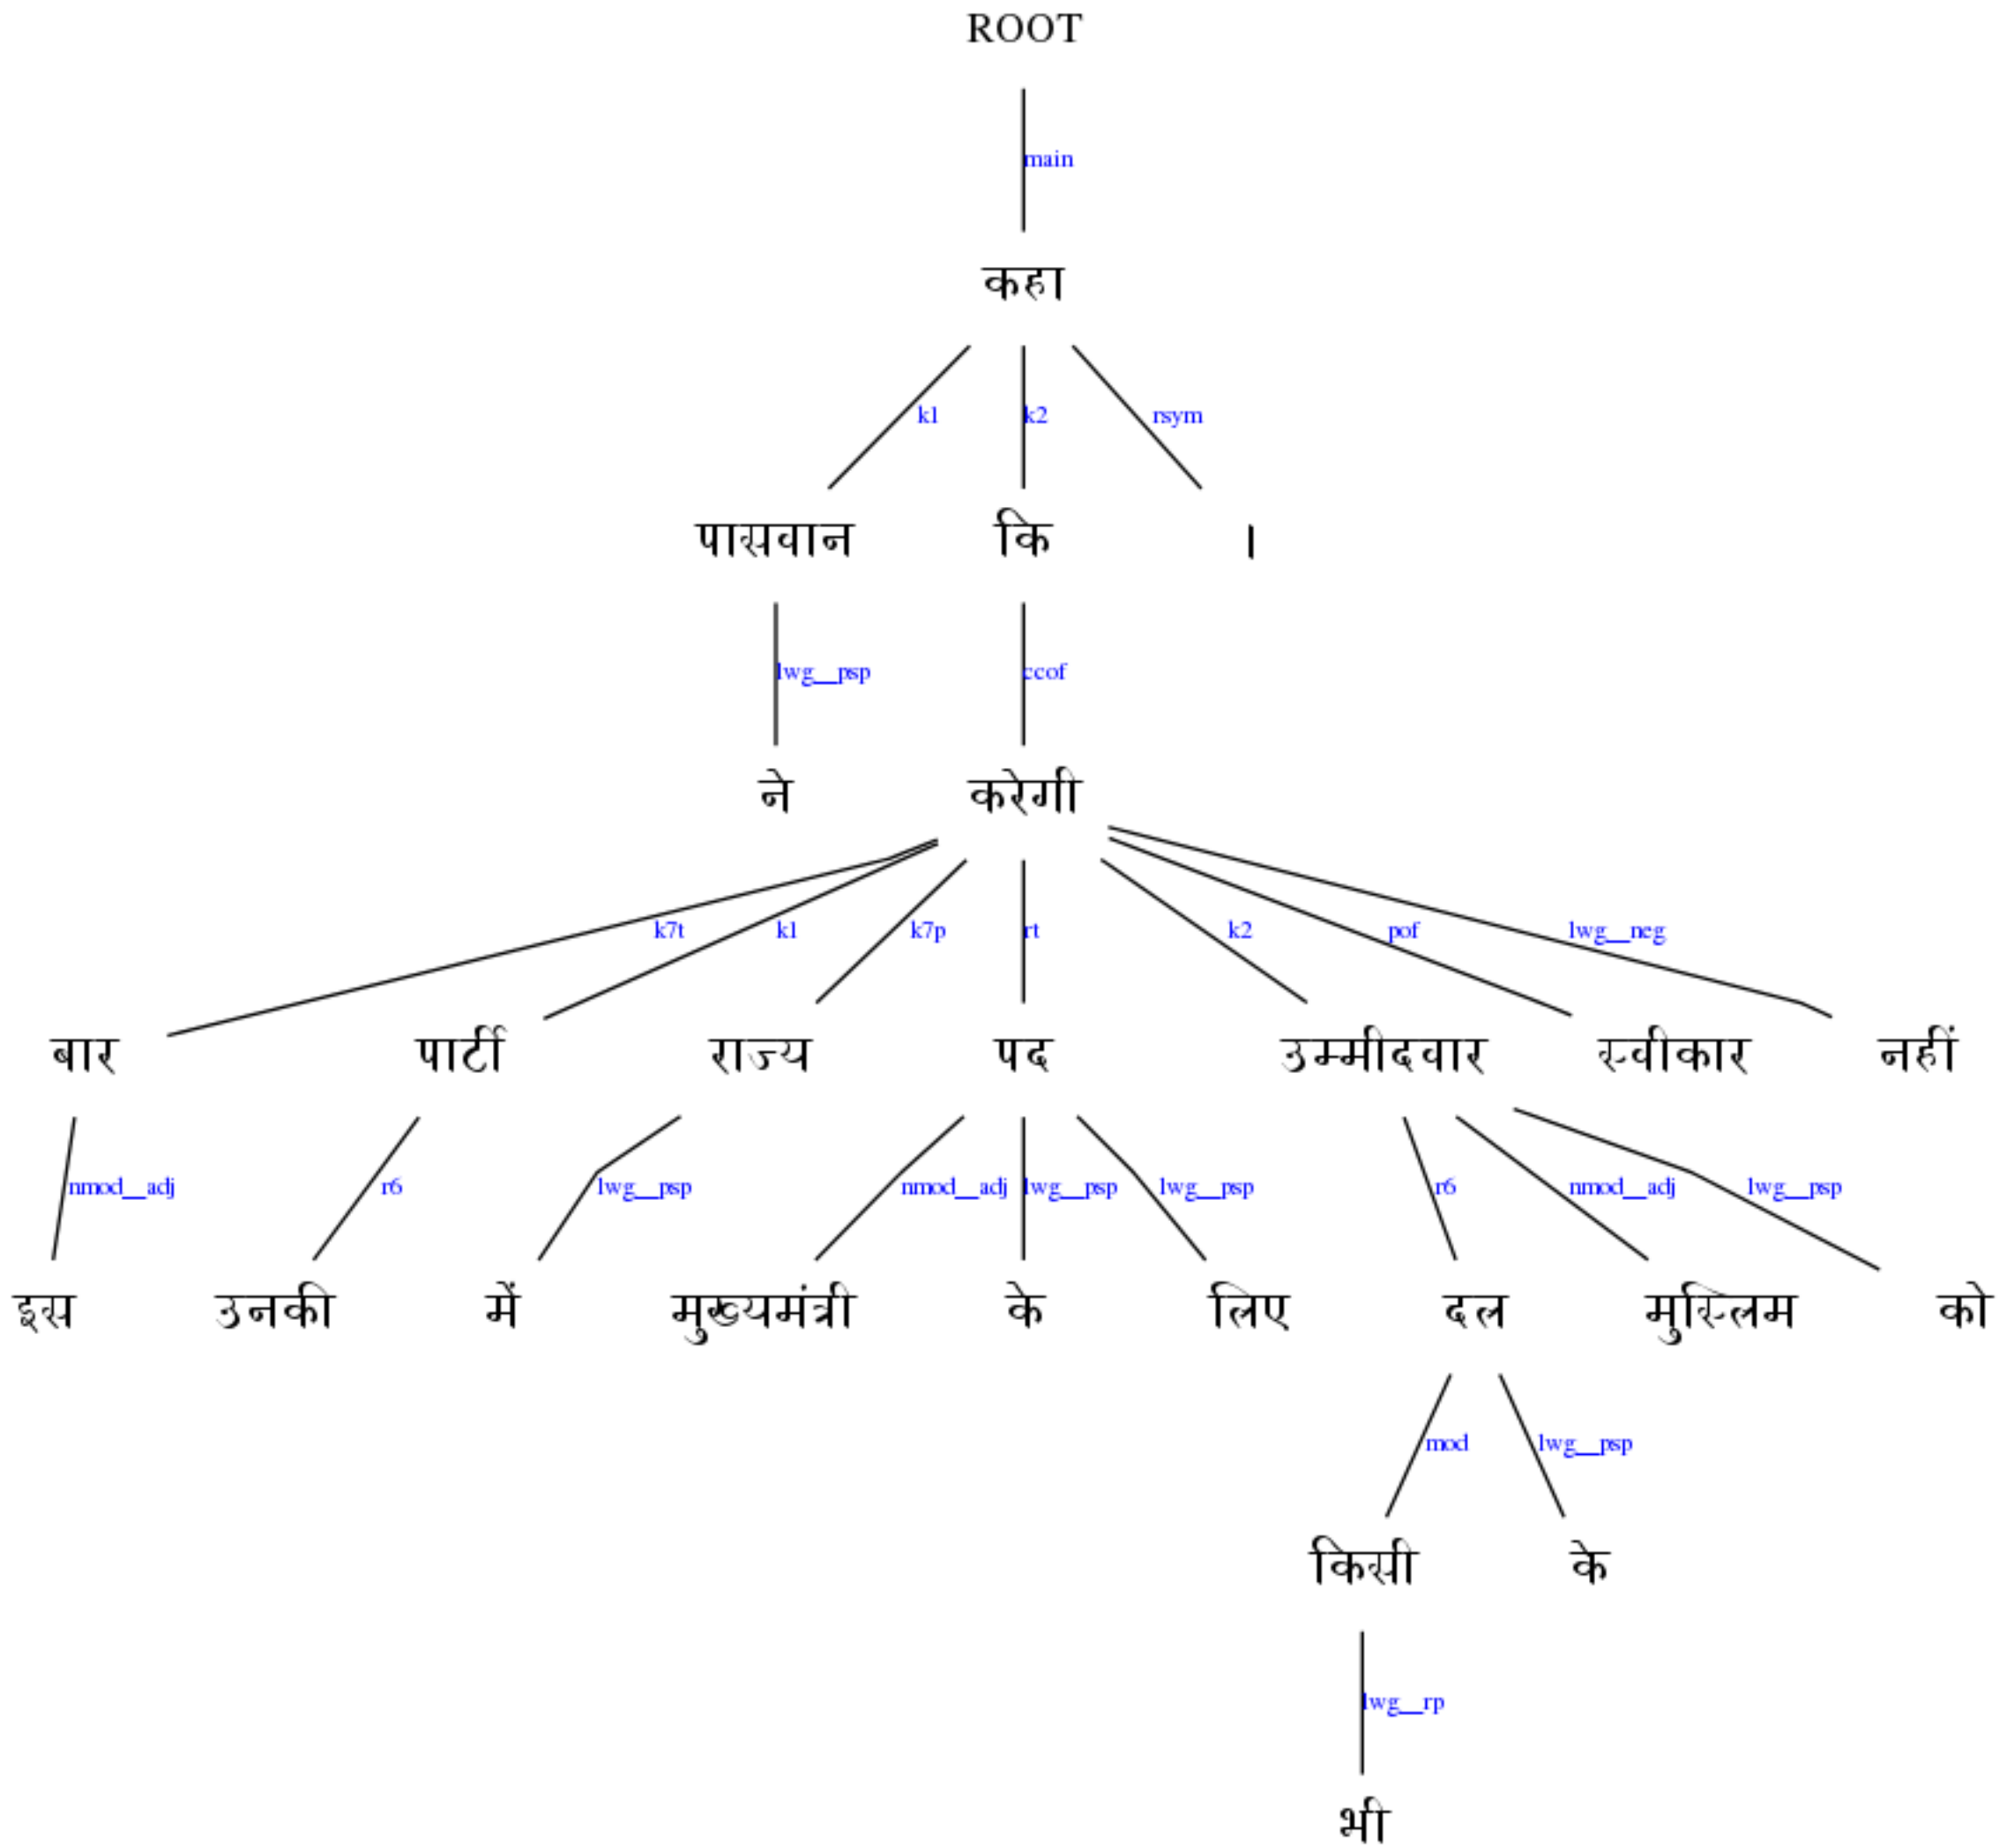 ROOT
main
कहा
k1 k2 rsym
पासवान कि ।
lwg__psp ccof
ने करेगी
k7t k1 k7p rt k2 pof lwg__neg
बार पार्टी राज्य पद उम्मीदवार स्वीकार नहीं
nmod__adj r6 lwg__psp nmod__adj lwg__psp lwg__psp r6 nmod__adj lwg__psp
इस उनकी में मुख्यमंत्री के लिए दल मुस्लिम को
mod lwg__psp
किसी के
lwg__rp
भी